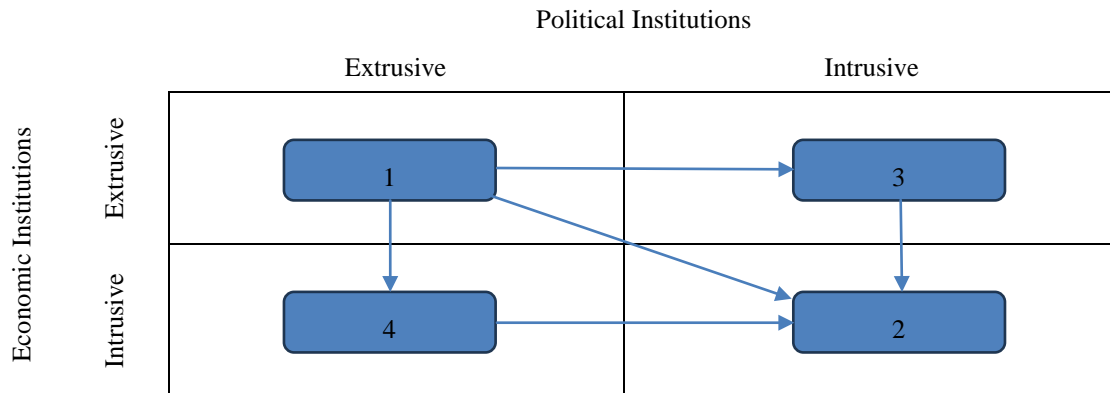 Political Institutions
Extrusive
Intrusive
Economic Institutions
Extrusive
1
3
Intrusive
4
2